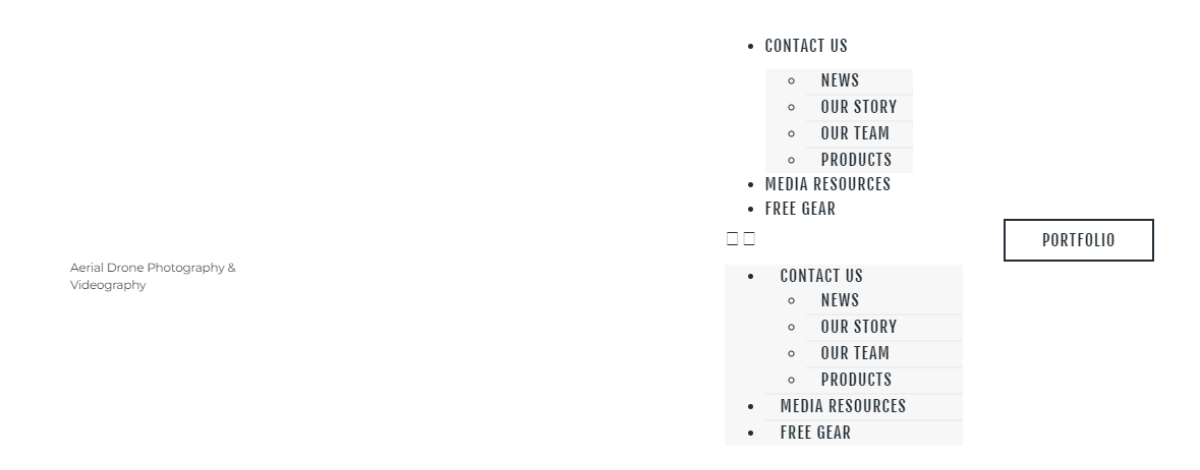 CONTACT US
NEWS
OUR STORY
OUR TEAM
PRODUCTS
MEDIA RESOURCES
FREE GEAR
PORTFOLIO
Aerial Drone Photography &
Videography
CONTACT US
NEWS
OUR STORY
OUR TEAM
PRODUCTS
MEDIA RESOURCES
FREE GEAR